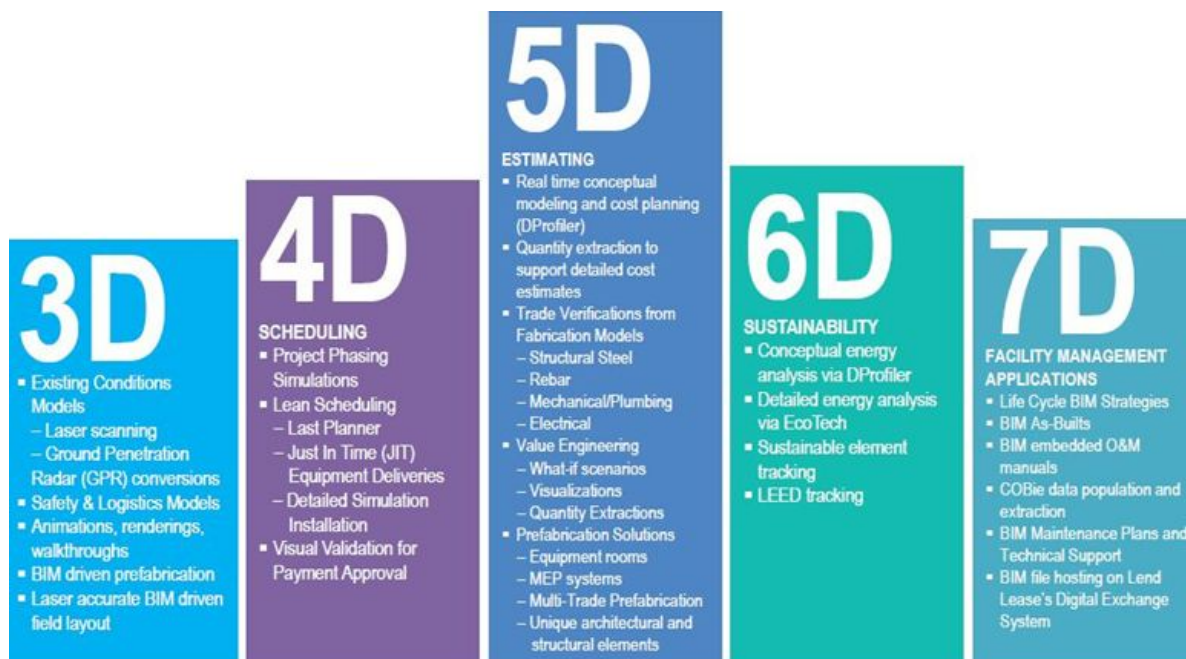 3D
▪ Existing Conditions
Models
– Laser scanning
– Ground Penetration
Radar (GPR) conversions
▪ Safety & Logistics Models
▪ Animations, renderings,
walkthroughs
▪ BIM driven prefabrication
▪ Laser accurate BIM driven
field layout
4D
SCHEDULING
▪ Project Phasing
Simulations
▪ Lean Scheduling
– Last Planner
– Just In Time (JIT)
Equipment Deliveries
– Detailed Simulation
Installation
▪ Visual Validation for
Payment Approval
5D
ESTIMATING
▪ Real time conceptual
modeling and cost planning
(DProfiler)
▪ Quantity extraction to
support detailed cost
estimates
▪ Trade Verifications from
Fabrication Models
– Structural Steel
– Rebar
– Mechanical/Plumbing
– Electrical
▪ Value Engineering
– What-if scenarios
– Visualizations
– Quantity Extractions
▪ Prefabrication Solutions
– Equipment rooms
– MEP systems
– Multi-Trade Prefabrication
– Unique architectural and
structural elements
6D
SUSTAINABILITY
▪ Conceptual energy
analysis via DProfiler
▪ Detailed energy analysis
via EcoTech
▪ Sustainable element
tracking
▪ LEED tracking
7D
FACILITY MANAGEMENT
APPLICATIONS
▪ Life Cycle BIM Strategies
▪ BIM As-Builts
▪ BIM embedded O&M
manuals
▪ COBie data population and
extraction
▪ BIM Maintenance Plans and
Technical Support
▪ BIM file hosting on Lend
Lease's Digital Exchange
System